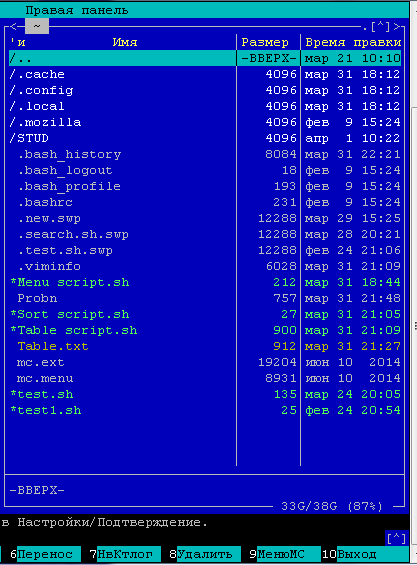 Правая панель
<- ~ .[^]>
'и Имя Размер Время правки
/.. -ВВЕРХ- мар 21 10:10
/.cache 4096 мар 31 18:12
/.config 4096 мар 31 18:12
/.local 4096 мар 31 18:12
/.mozilla 4096 фев 9 15:24
/STUD 4096 апр 1 10:22
.bash_history 8084 мар 31 22:21
.bash_logout 18 фев 9 15:24
.bash_profile 193 фев 9 15:24
.bashrc 231 фев 9 15:24
.new.swp 12288 мар 29 15:25
.search.sh.swp 12288 мар 28 20:21
.test.sh.swp 12288 фев 24 21:06
.viminfo 6028 мар 31 21:09
*Menu script.sh 212 мар 31 18:44
Probn 757 мар 31 21:48
*Sort script.sh 27 мар 31 21:05
*Table script.sh 900 мар 31 21:09
Table.txt 912 мар 31 21:27
mc.ext 19204 июн 10 2014
mc.menu 8931 июн 10 2014
*test.sh 135 мар 24 20:05
*test1.sh 25 фев 24 20:54
-ВВЕРХ-
33G/38G (87%)
в Настройки/Подтверждение.
[^]
6Перенос 7НвКтлог 8Удалить 9МенюMC 10Выход